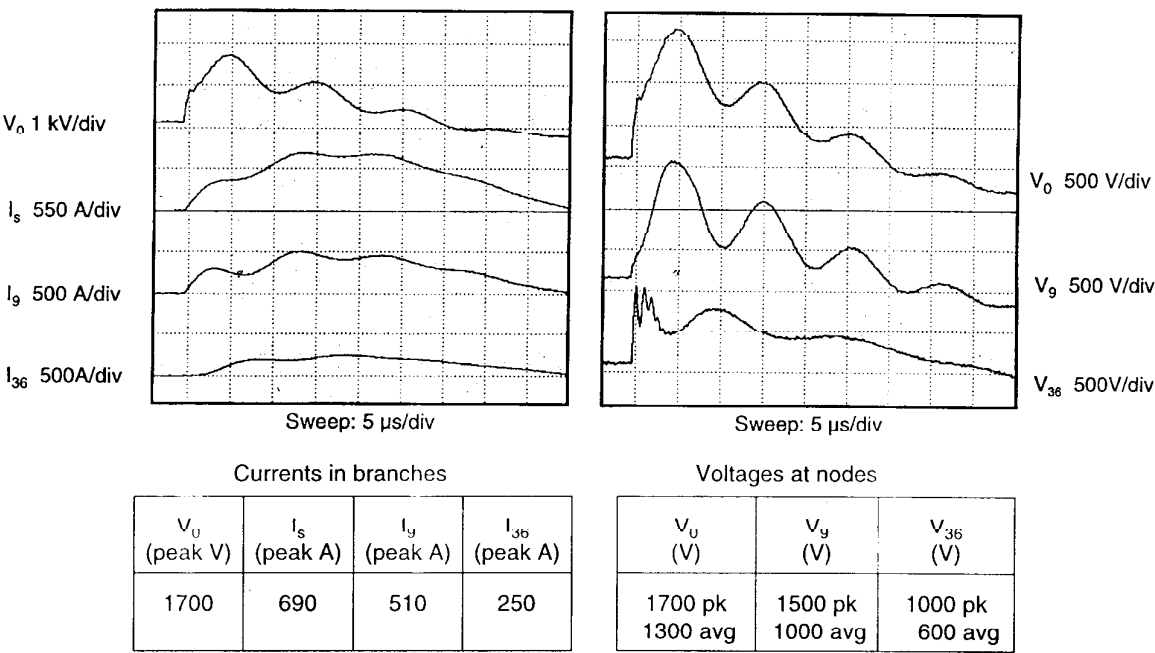 V₀ 1 kV/div
Iₛ 550 A/div
I₉ 500 A/div
I₃₆ 500A/div
Sweep: 5 µs/div
V₀ 500 V/div
V₉ 500 V/div
V₃₆ 500V/div
Sweep: 5 µs/div
Currents in branches
V₀ (peak V) Iₛ (peak A) I₉ (peak A) I₃₆ (peak A)
1700 690 510 250
Voltages at nodes
V₀ (V) V₉ (V) V₃₆ (V)
1700 pk 1500 pk 1000 pk
1300 avg 1000 avg 600 avg